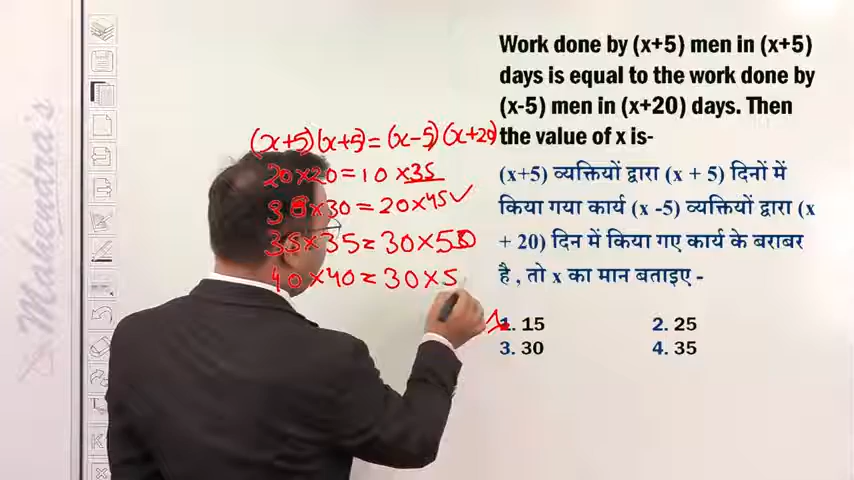 Work done by (x+5) men in (x+5)
days is equal to the work done by
(x-5) men in (x+20) days. Then
the value of x is-
(x+5) व्यक्तियों द्वारा (x + 5) दिनों में
किया गया कार्य (x -5) व्यक्तियों द्वारा (x
+ 20) दिन में किया गए कार्य के बराबर
है , तो x का मान बताइए -
1. 15
2. 25
3. 30
4. 35
(x+5)(x+5)=(x-5)(x+20)
20×20=10×35
30×30=20×45✓
35×35=30×50
40×40=30×5